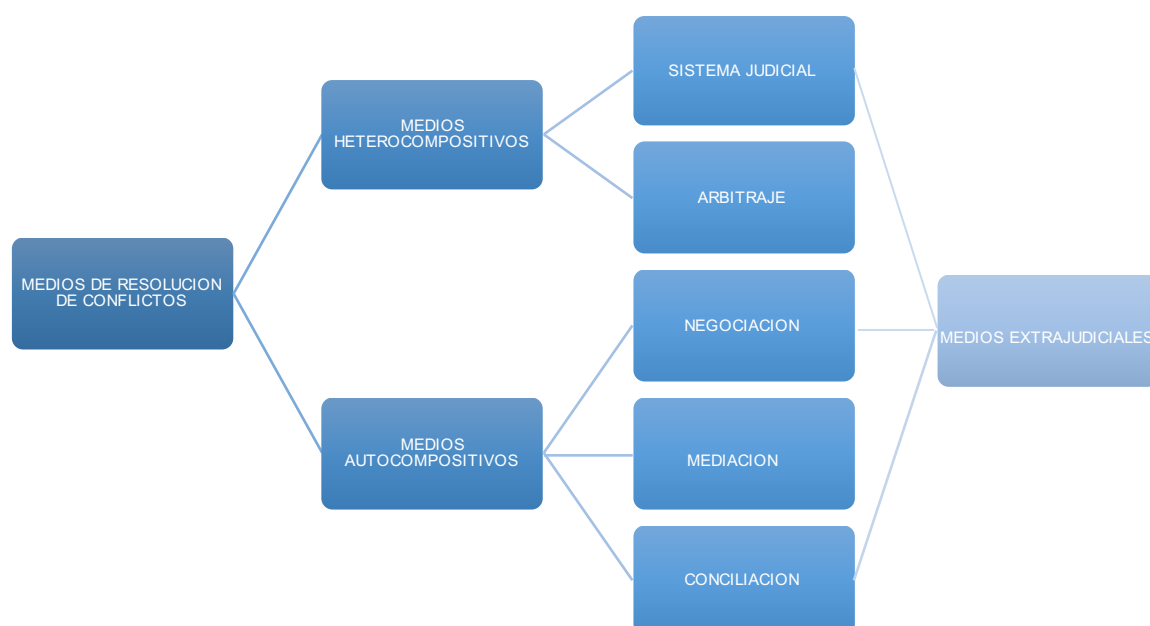 SISTEMA JUDICIAL
MEDIOS
HETEROCOMPOSITIVOS
ARBITRAJE
MEDIOS DE RESOLUCION
DE CONFLICTOS
NEGOCIACION
MEDIOS EXTRAJUDICIALES
MEDIOS
AUTOCOMPOSITIVOS
MEDIACION
CONCILIACION